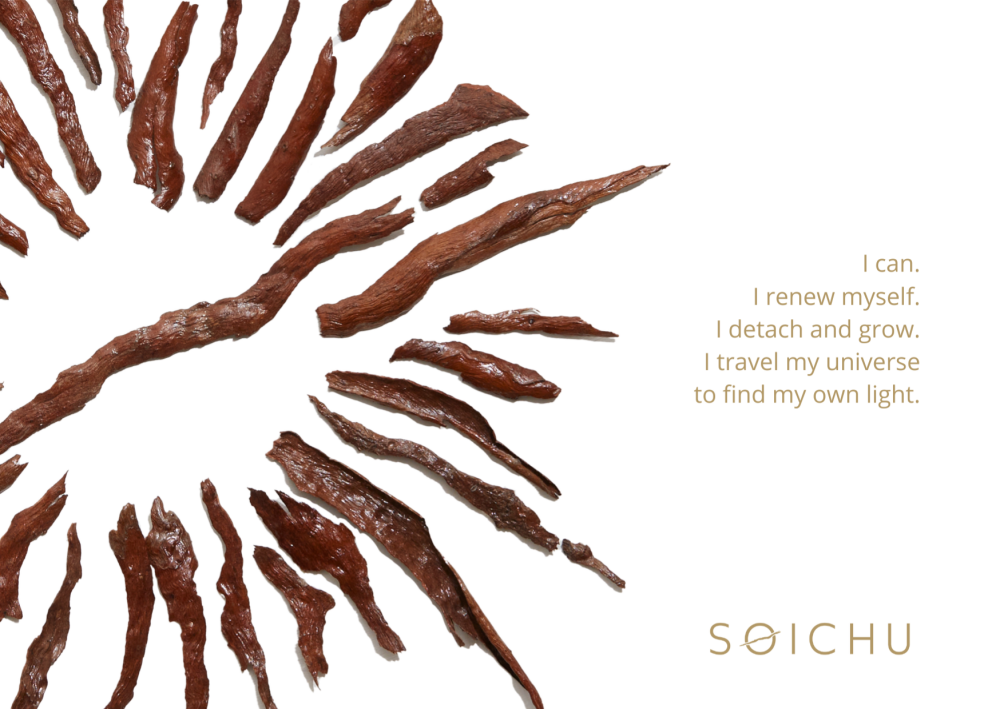 I can.
I renew myself.
I detach and grow.
I travel my universe
to find my own light.
SOICHU